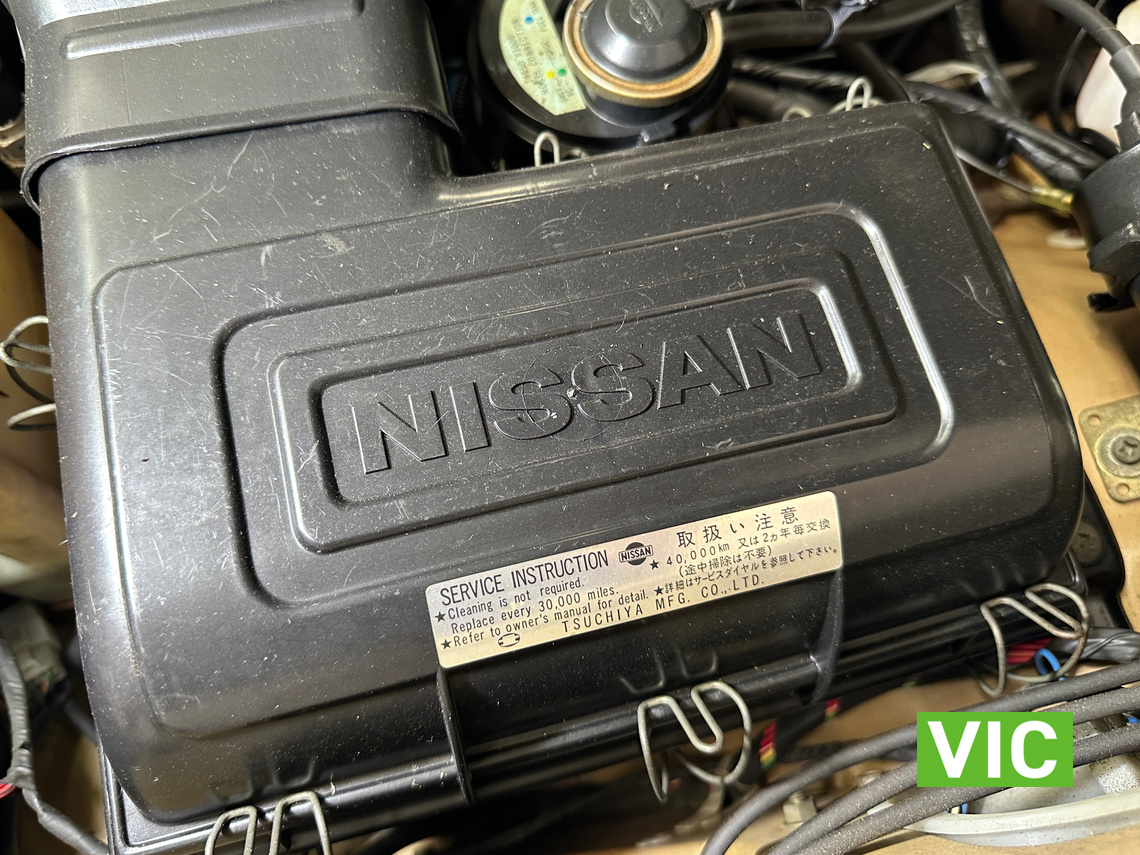 NISSAN
SERVICE INSTRUCTION
★Cleaning is not required.
Replace every 30,000 miles.
★Refer to owner's manual for detail.
NISSAN
取扱い注意
★ 40,000km 又は2ヵ年毎交換
(途中掃除は不要)
★詳細はサービスダイヤルを参照して下さい。
TSUCHIYA MFG. CO.,LTD.
VIC